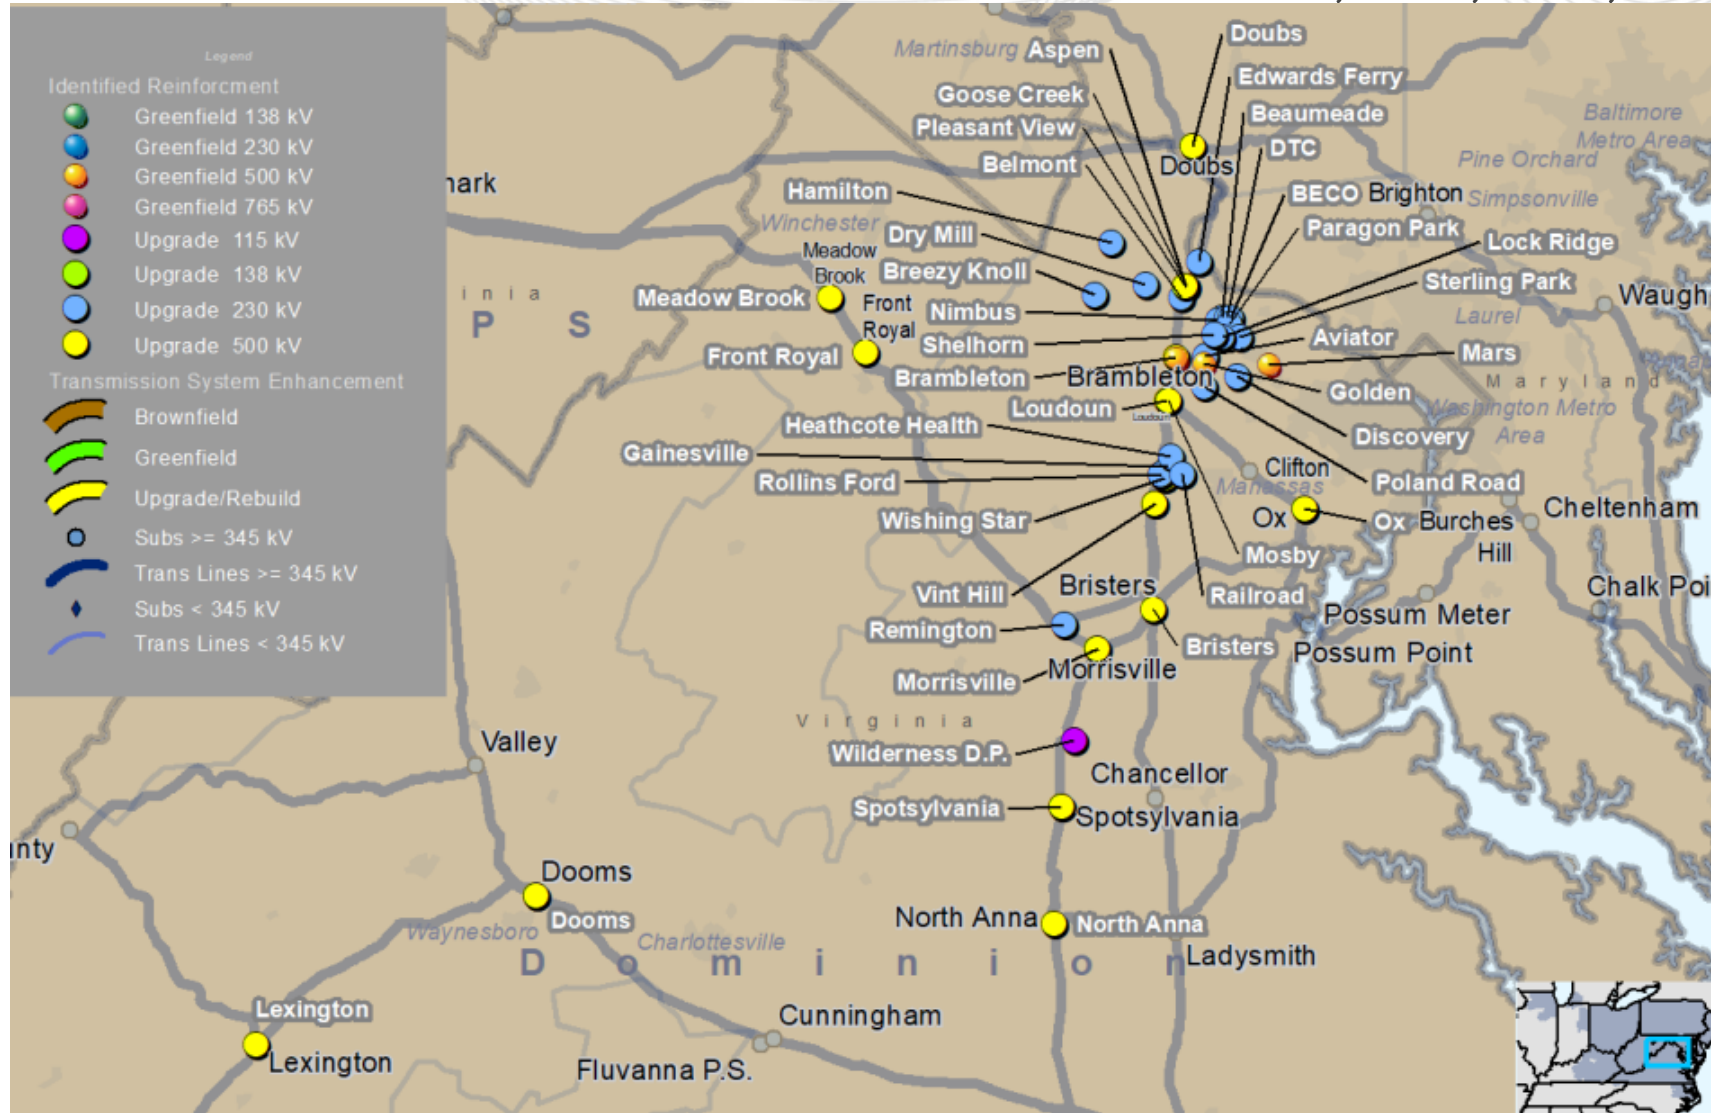 Legend
Identified Reinforcment
Greenfield 138 kV
Greenfield 230 kV
Greenfield 500 kV
Greenfield 765 kV
Upgrade 115 kV
Upgrade 138 kV
Upgrade 230 kV
Upgrade 500 kV
Transmission System Enhancement
Brownfield
Greenfield
Upgrade/Rebuild
Subs >= 345 kV
Trans Lines >= 345 kV
Subs < 345 kV
Trans Lines < 345 kV
Martinsburg
Aspen
Doubs
Goose Creek
Edwards Ferry
Pleasant View
Beaumeade
Baltimore
Metro Area
Belmont
DTC
Doubs
Pine Orchard
ark
Hamilton
BECO
Brighton
Simpsonville
Winchester
Dry Mill
Paragon Park
Lock Ridge
Meadow
Brook
Breezy Knoll
Sterling Park
inia
Meadow Brook
Front
Royal
Nimbus
Waugh
P S
Laurel
Shelhorn
Aviator
Front Royal
Mars
Brambleton
Brambleton
Maryland
Golden
Loudoun
Loudoun
Washington Metro
Area
Heathcote Health
Discovery
Gainesville
Clifton
Rollins Ford
Manassas
Poland Road
Wishing Star
Ox
Ox
Burches
Hill
Cheltenham
Mosby
Vint Hill
Bristers
Railroad
Chalk Poi
Remington
Possum Meter
Bristers
Possum Point
Morrisville
Morrisville
Virginia
Valley
Wilderness D.P.
Chancellor
Spotsylvania
Spotsylvania
nty
Dooms
Dooms
North Anna
North Anna
Waynesboro
Charlottesville
Dominion
Ladysmith
Lexington
Cunningham
Lexington
Fluvanna P.S.